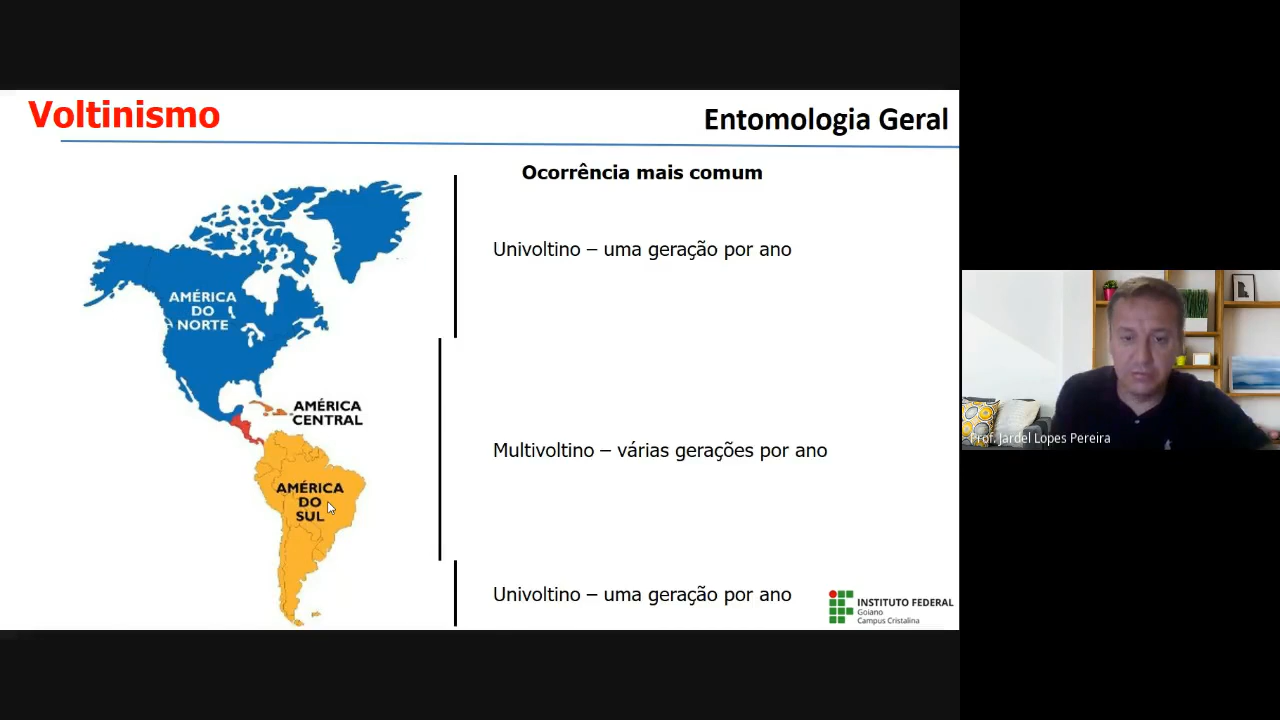 Voltinismo
Entomologia Geral
Ocorrência mais comum
Univoltino – uma geração por ano
AMÉRICA
DO
NORTE
AMÉRICA
CENTRAL
Multivoltino – várias gerações por ano
AMÉRICA
DO
SUL
Univoltino – uma geração por ano
INSTITUTO FEDERAL
Goiano
Campus Cristalina
Prof. Jardel Lopes Pereira